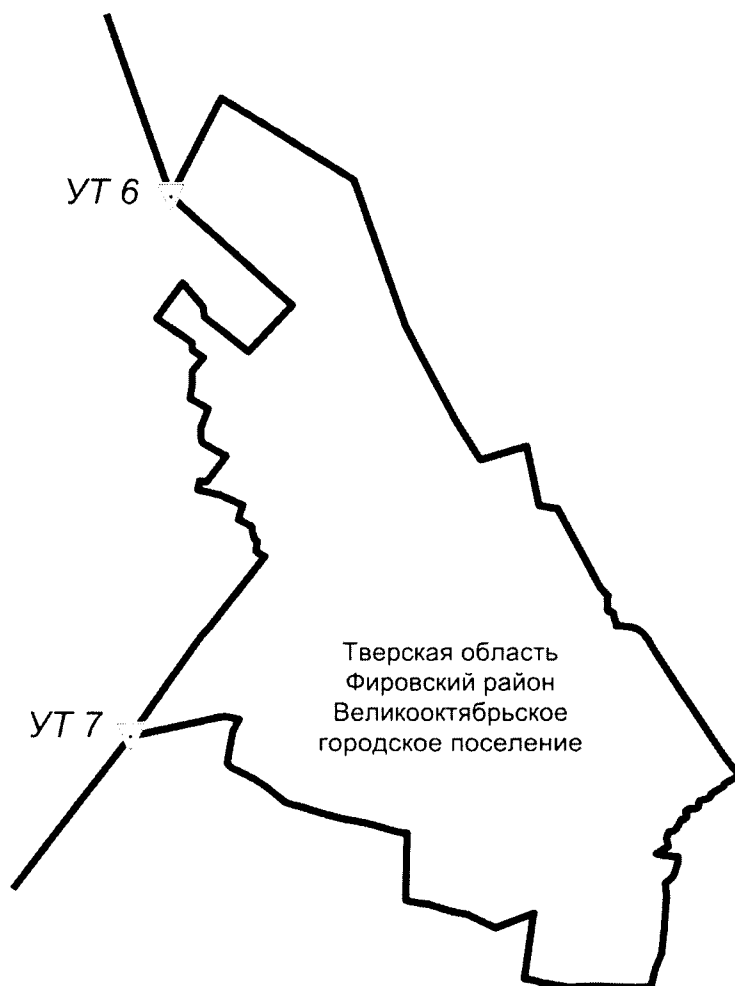 УТ 6
Тверская область
Фировский район
Великооктябрьское
городское поселение
УТ 7